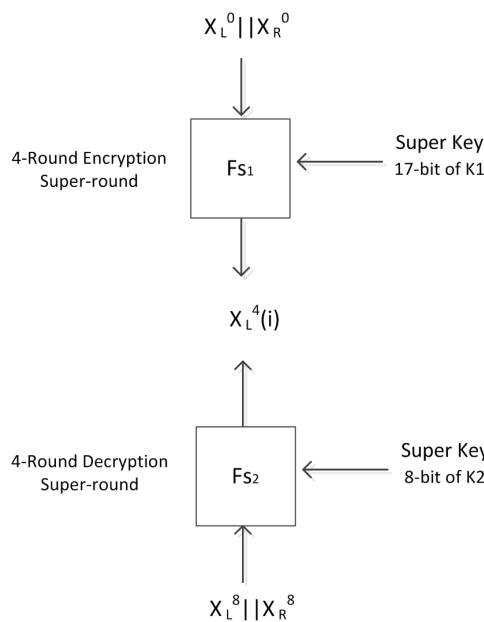 X_L^0||X_R^0
4-Round Encryption
Super-round
Fs1
Super Key
17-bit of K1
X_L^4(i)
4-Round Decryption
Super-round
Fs2
Super Key
8-bit of K2
X_L^8||X_R^8